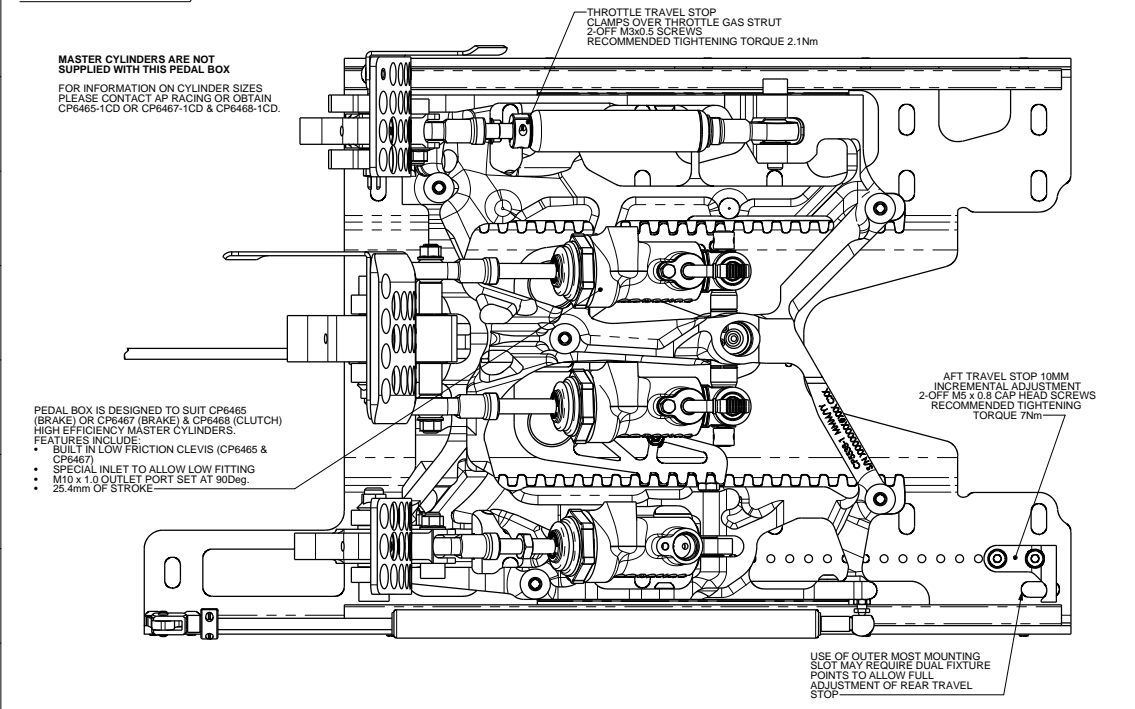 THROTTLE TRAVEL STOP
CLAMPS OVER THROTTLE GAS STRUT
2-OFF M3x0.5 SCREWS
RECOMMENDED TIGHTENING TORQUE 2.1Nm
MASTER CYLINDERS ARE NOT
SUPPLIED WITH THIS PEDAL BOX
FOR INFORMATION ON CYLINDER SIZES
PLEASE CONTACT AP RACING OR OBTAIN
CP6465-1CD OR CP6467-1CD & CP6468-1CD.
AFT TRAVEL STOP 10MM
INCREMENTAL ADJUSTMENT
2-OFF M5 x 0.8 CAP HEAD SCREWS
RECOMMENDED TIGHTENING
TORQUE 7Nm
PEDAL BOX IS DESIGNED TO SUIT CP6465
(BRAKE) OR CP6467 (BRAKE) & CP6468 (CLUTCH)
HIGH EFFICIENCY MASTER CYLINDERS.
FEATURES INCLUDE:
• BUILT IN LOW FRICTION CLEVIS (CP6465 &
CP6467)
• SPECIAL INLET TO ALLOW LOW FITTING
• M10 x 1.0 OUTLET PORT SET AT 90Deg.
• 25.4mm OF STROKE
USE OF OUTER MOST MOUNTING
SLOT MAY REQUIRE DUAL FIXTURE
POINTS TO ALLOW FULL
ADJUSTMENT OF REAR TRAVEL
STOP